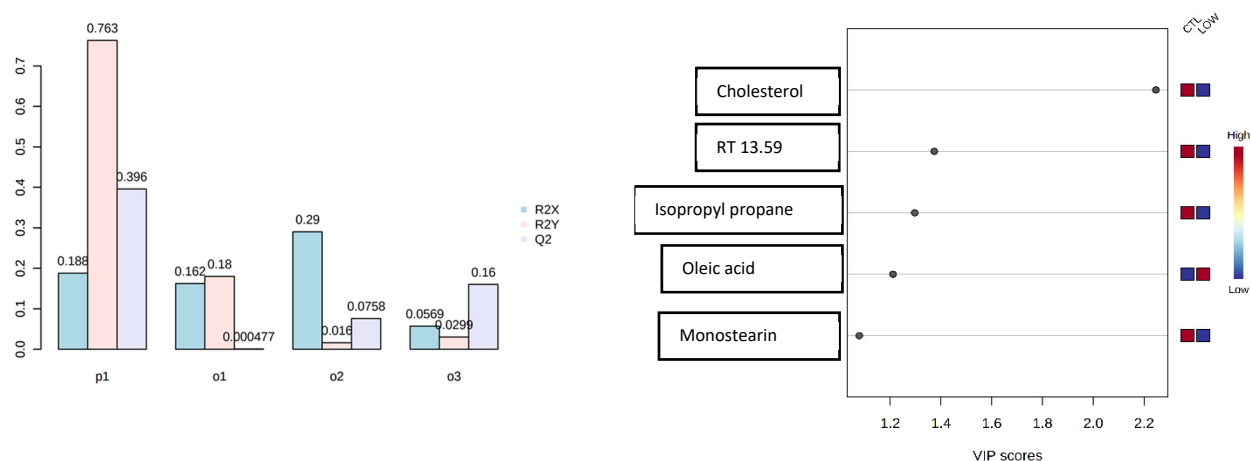 0.763
0.396
0.188
0.162
0.18
0.000477
0.29
0.016
0.0758
0.0569
0.0299
0.16
0.7
0.6
0.5
0.4
0.3
0.2
0.1
0.0
p1
o1
o2
o3
R2X
R2Y
Q2
CTL
LOW
Cholesterol
RT 13.59
Isopropyl propane
Oleic acid
Monostearin
High
Low
1.2
1.4
1.6
1.8
2.0
2.2
VIP scores